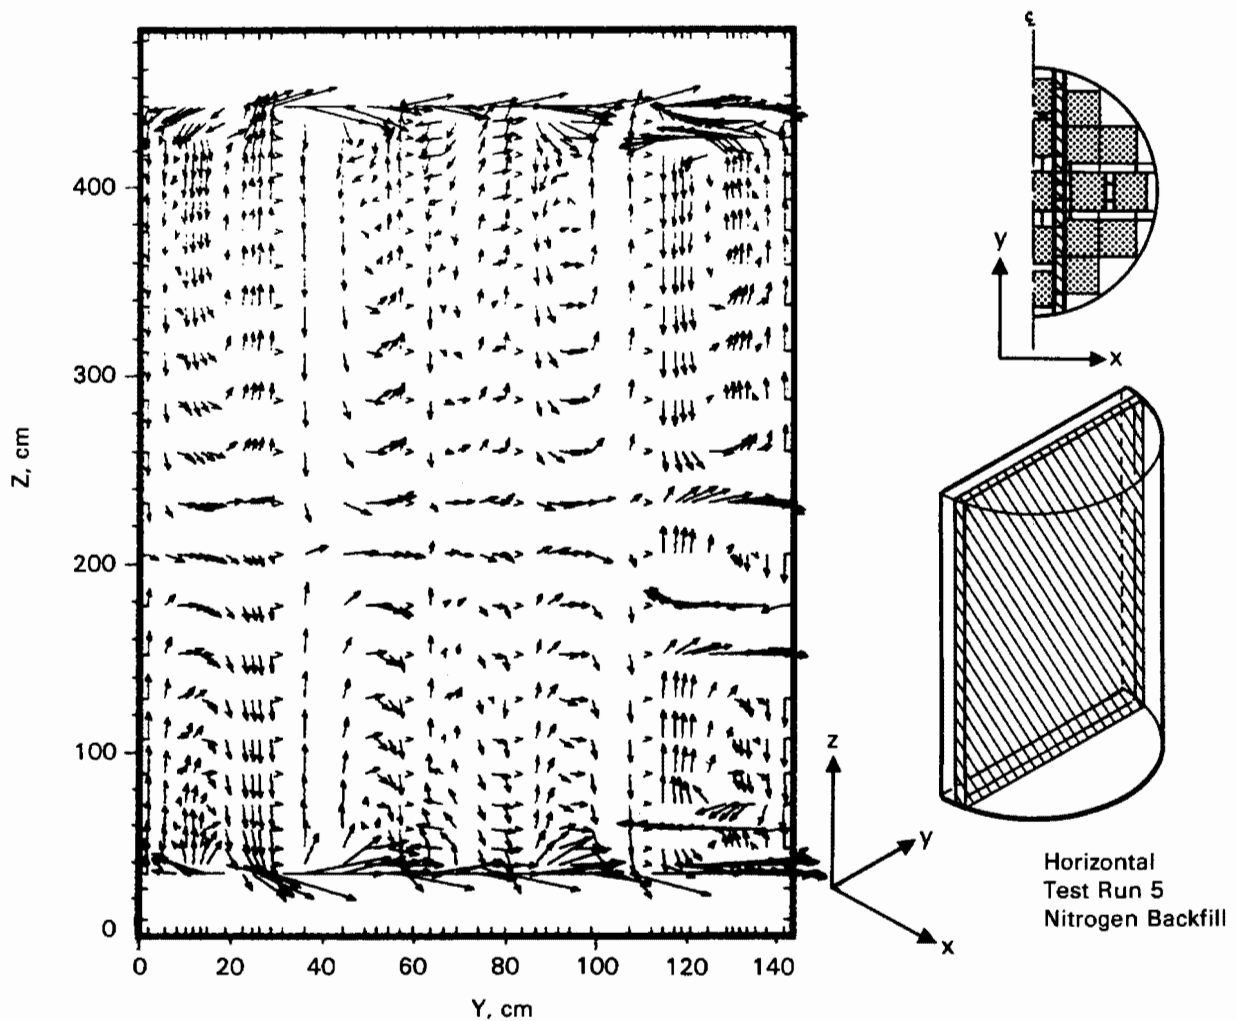 ℄
400
300
200
100
0
Z, cm
0 20 40 60 80 100 120 140
Y, cm
y
x
z
y
x
Horizontal
Test Run 5
Nitrogen Backfill